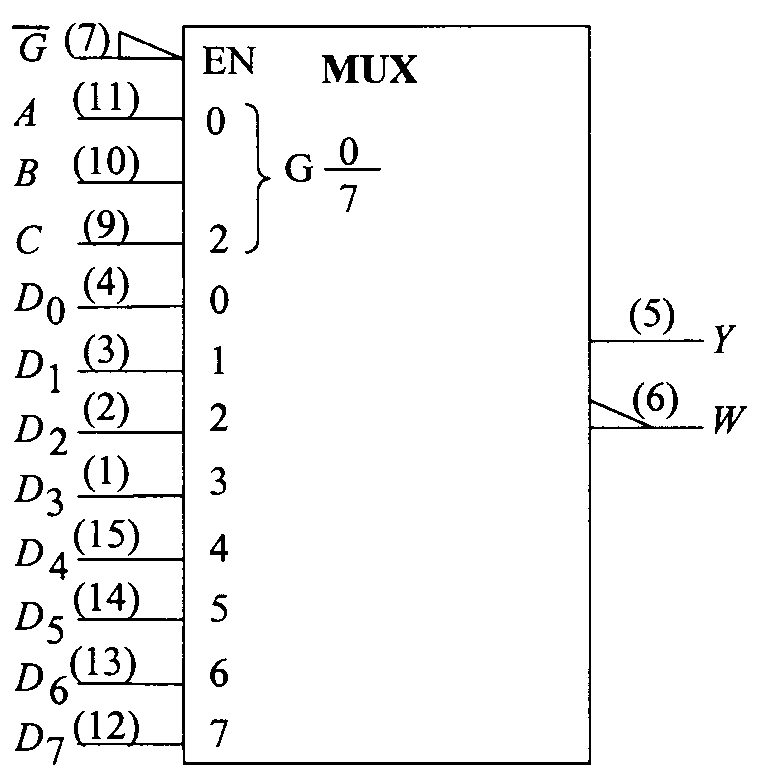 G̅ (7) EN MUX
A (11) 0
B (10) G 0/7
C (9) 2
D₀ (4) 0
(5) Y
D₁ (3) 1
D₂ (2) 2
(6) W
D₃ (1) 3
D₄ (15) 4
D₅ (14) 5
D₆ (13) 6
D₇ (12) 7